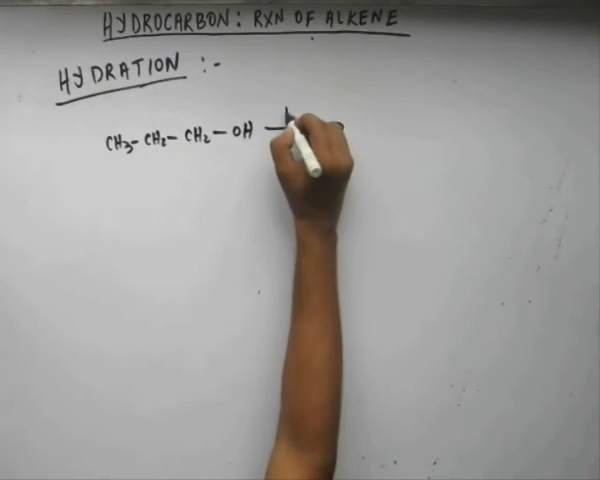 HYDROCARBON: RXN OF ALKENE
HYDRATION :-
CH3- CH2- CH2 - OH